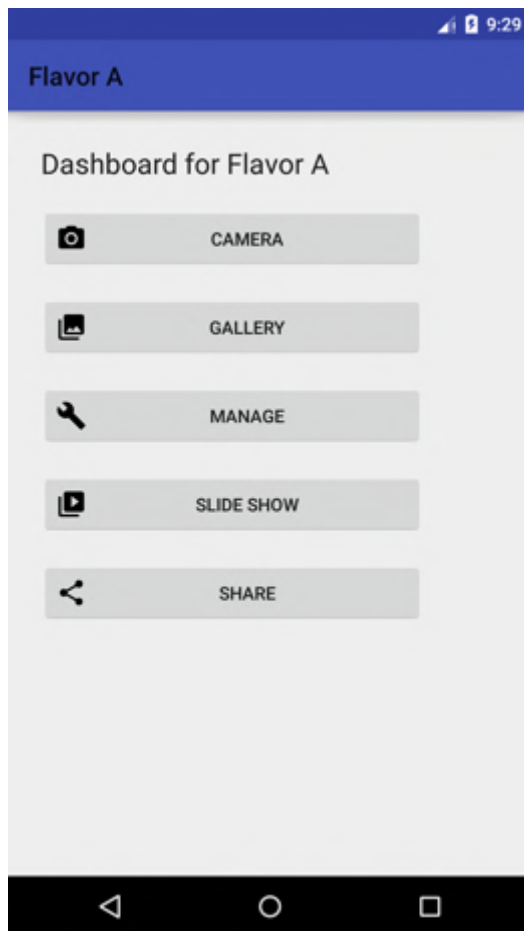 9:29
Flavor A
Dashboard for Flavor A
CAMERA
GALLERY
MANAGE
SLIDE SHOW
SHARE